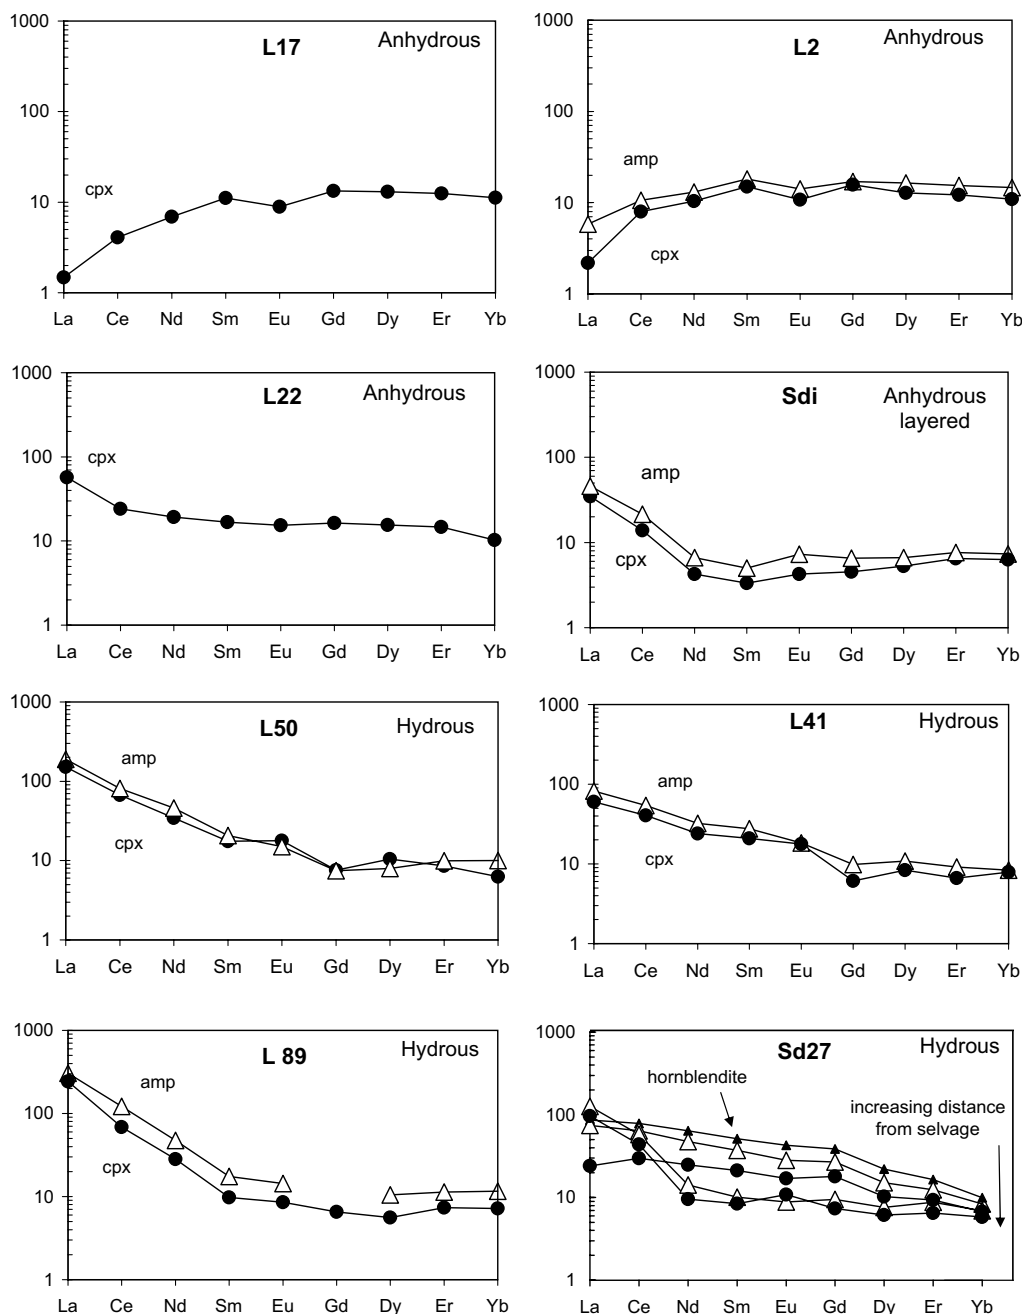 1000
Anhydrous
L17
100
cpx
10
1
La Ce Nd Sm Eu Gd Dy Er Yb
1000
Anhydrous
L2
100
amp
10
cpx
1
La Ce Nd Sm Eu Gd Dy Er Yb
1000
Anhydrous
L22
100
cpx
10
1
La Ce Nd Sm Eu Gd Dy Er Yb
1000
Anhydrous
layered
Sdi
100
amp
10
cpx
1
La Ce Nd Sm Eu Gd Dy Er Yb
1000
Hydrous
L50
amp
100
cpx
10
1
La Ce Nd Sm Eu Gd Dy Er Yb
1000
Hydrous
L41
amp
100
cpx
10
1
La Ce Nd Sm Eu Gd Dy Er Yb
1000
Hydrous
L 89
amp
100
cpx
10
1
La Ce Nd Sm Eu Gd Dy Er Yb
1000
Hydrous
Sd27
hornblendite
increasing distance
from selvage
100
10
1
La Ce Nd Sm Eu Gd Dy Er Yb